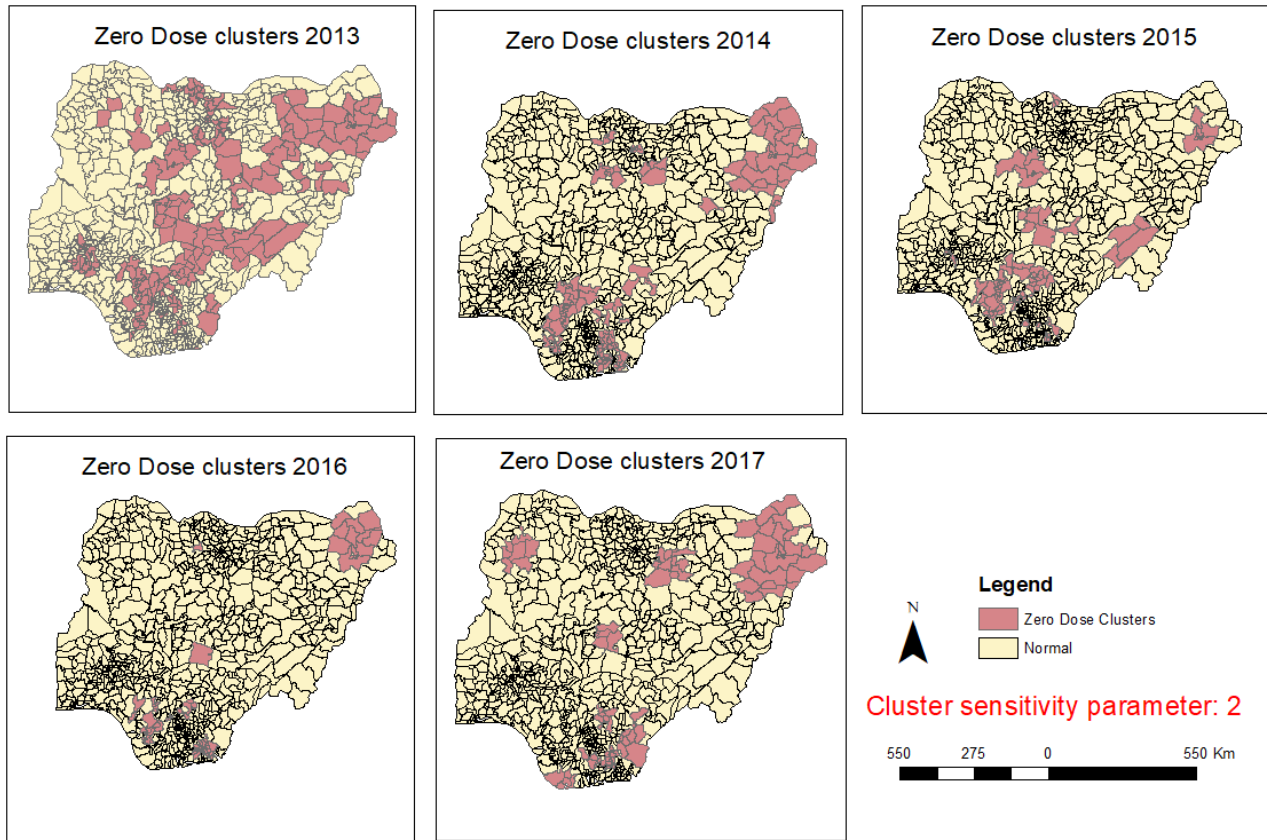 Zero Dose clusters 2013
Zero Dose clusters 2014
Zero Dose clusters 2015
Zero Dose clusters 2016
Zero Dose clusters 2017
N
Legend
Zero Dose Clusters
Normal
Cluster sensitivity parameter: 2
550 275 0 550 Km